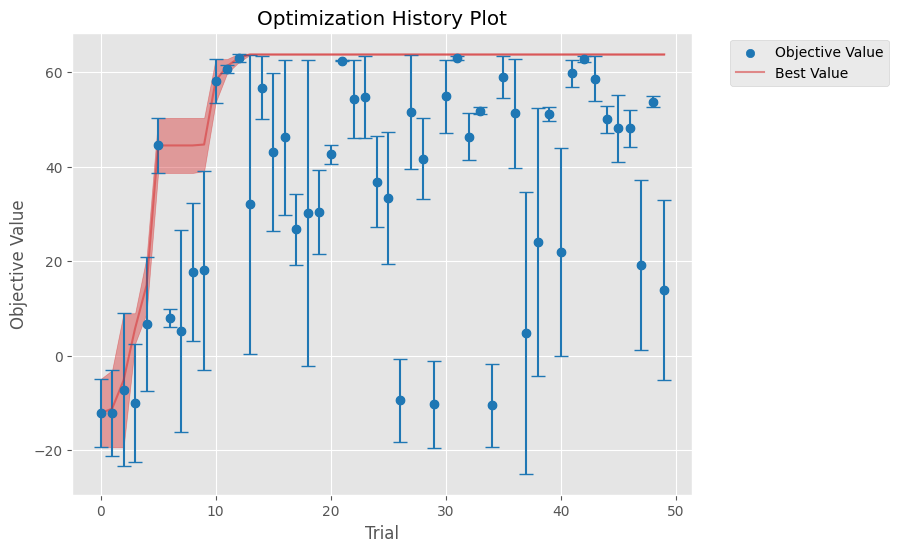 Optimization History Plot
Objective Value
Best Value
Objective Value
60
40
20
0
−20
0 10 20 30 40 50
Trial